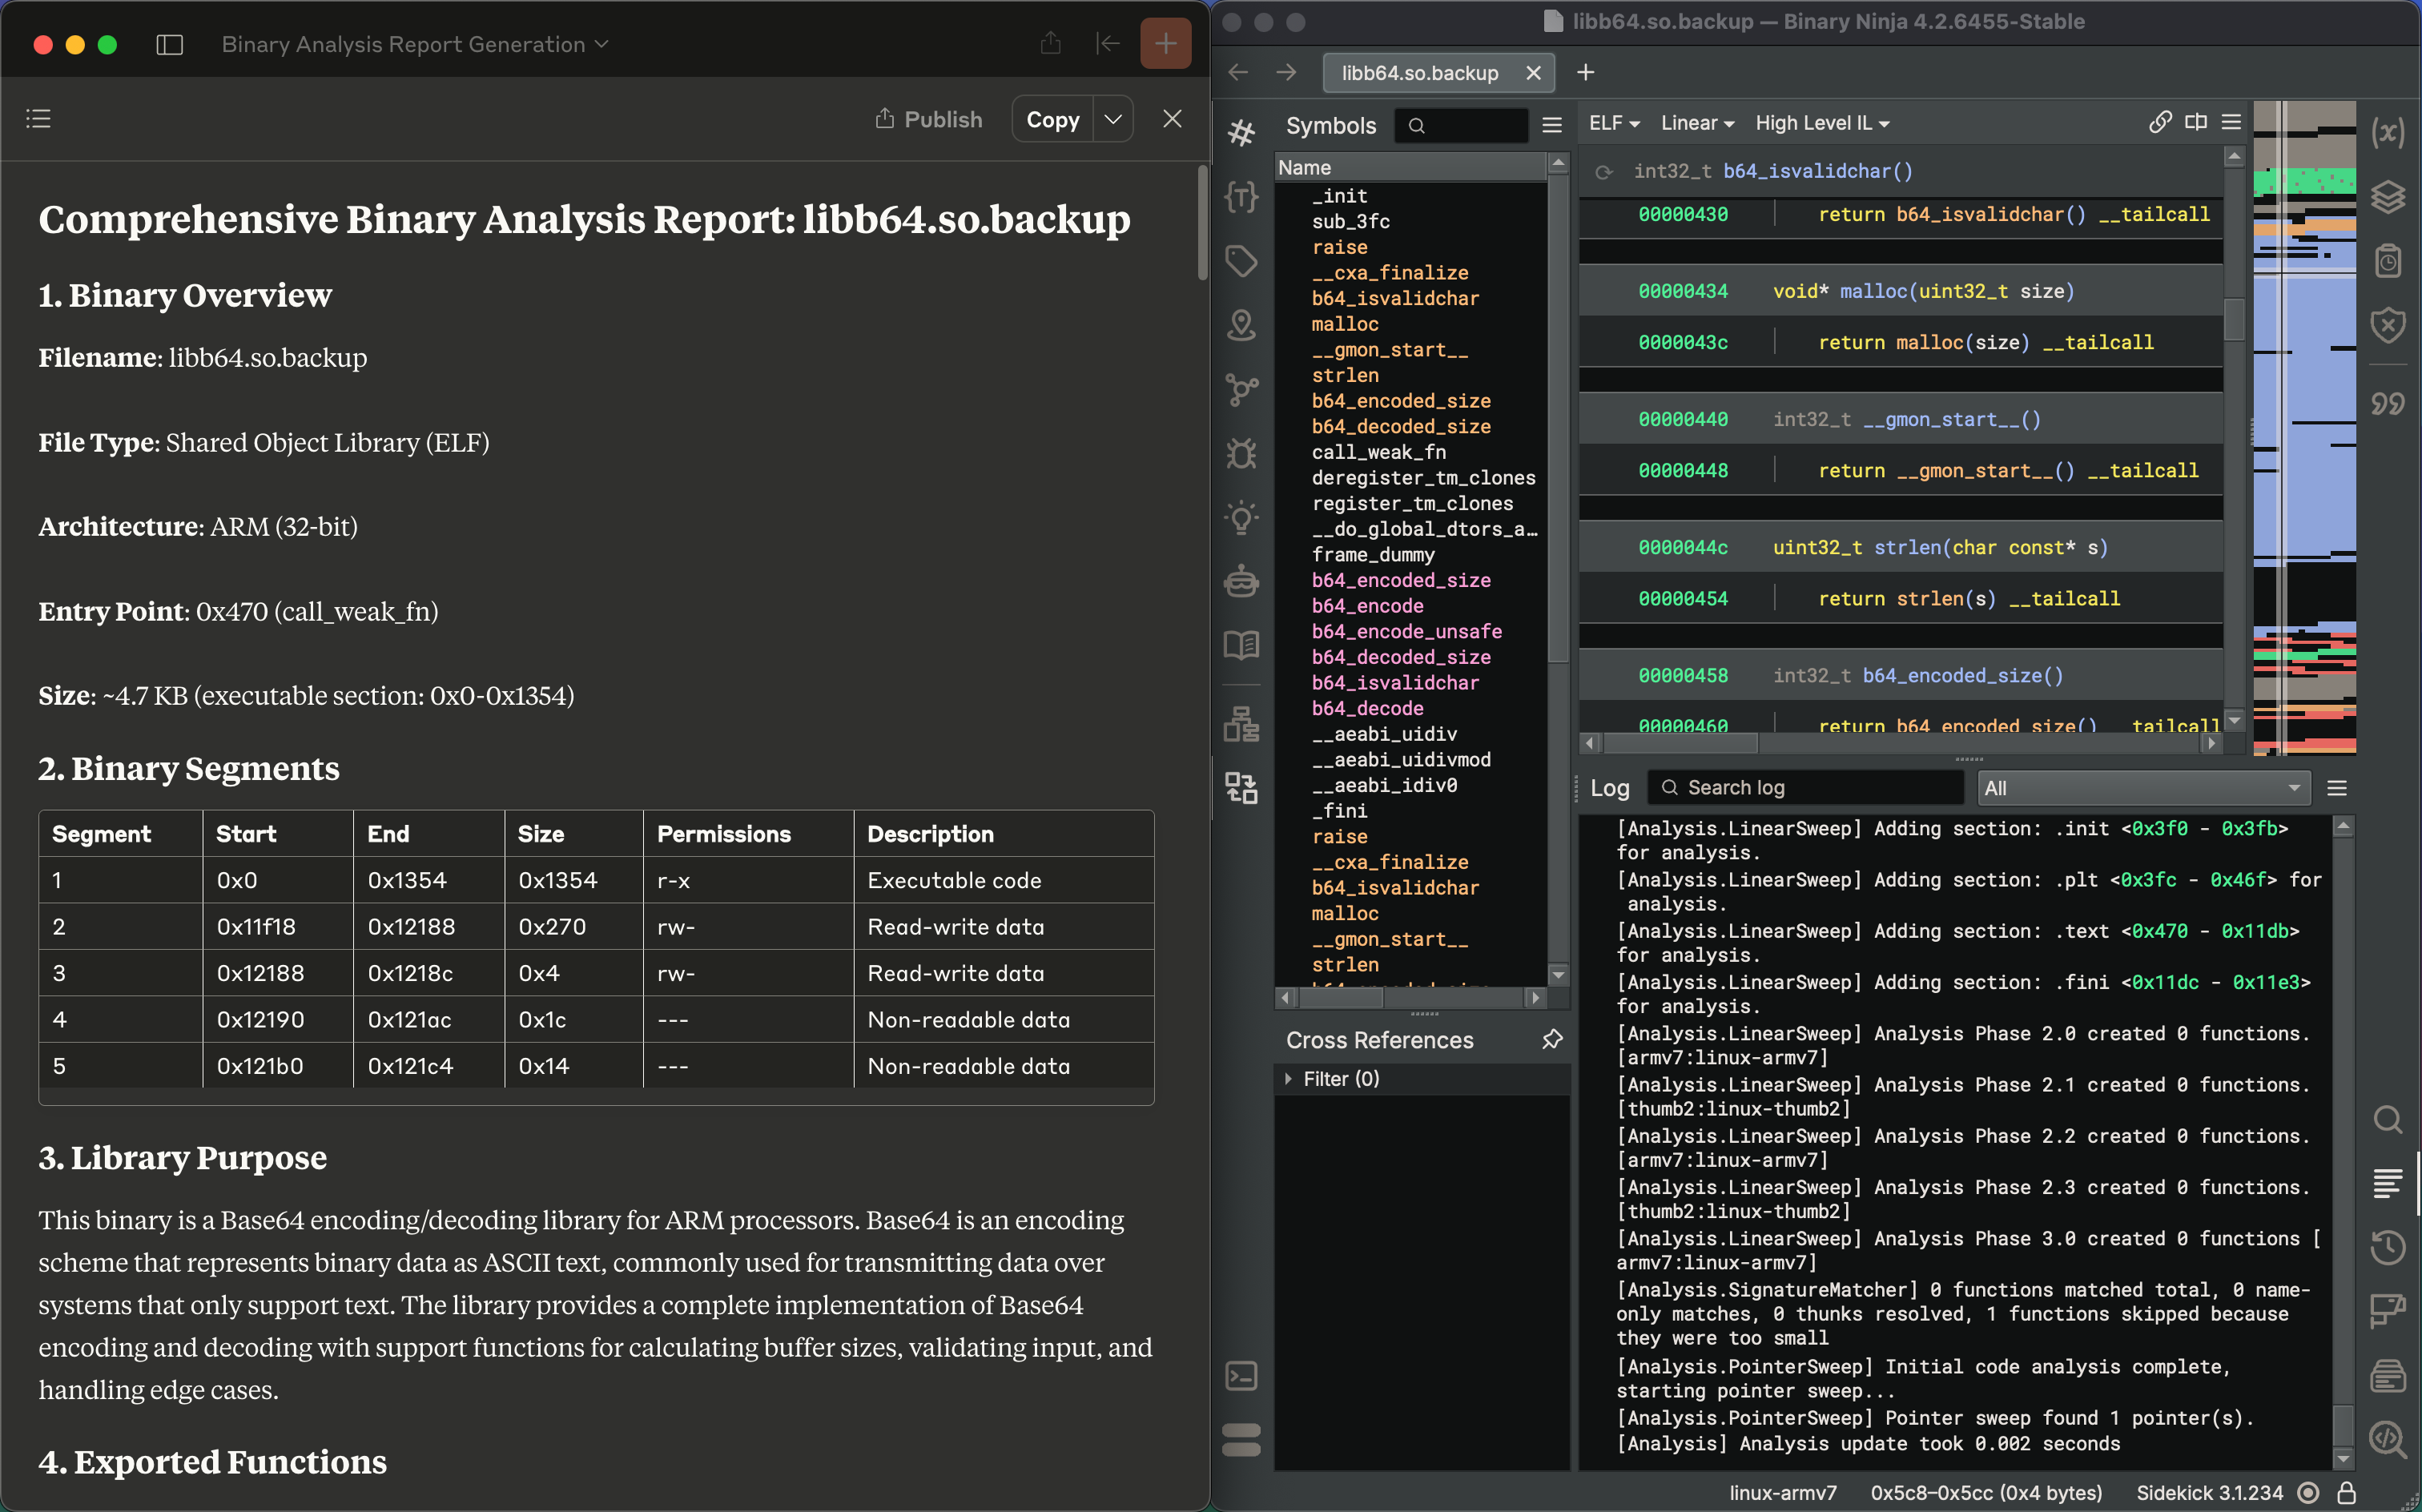 Binary Analysis Report Generation
Publish
Copy
Comprehensive Binary Analysis Report: libb64.so.backup
1. Binary Overview
Filename: libb64.so.backup
File Type: Shared Object Library (ELF)
Architecture: ARM (32-bit)
Entry Point: 0x470 (call_weak_fn)
Size: ~4.7 KB (executable section: 0x0-0x1354)
2. Binary Segments
Segment Start End Size Permissions Description
1 0x0 0x1354 0x1354 r-x Executable code
2 0x11f18 0x12188 0x270 rw- Read-write data
3 0x12188 0x1218c 0x4 rw- Read-write data
4 0x12190 0x121ac 0x1c --- Non-readable data
5 0x121b0 0x121c4 0x14 --- Non-readable data
3. Library Purpose
This binary is a Base64 encoding/decoding library for ARM processors. Base64 is an encoding
scheme that represents binary data as ASCII text, commonly used for transmitting data over
systems that only support text. The library provides a complete implementation of Base64
encoding and decoding with support functions for calculating buffer sizes, validating input, and
handling edge cases.
4. Exported Functions
libb64.so.backup — Binary Ninja 4.2.6455-Stable
libb64.so.backup
Symbols
Name
_init
sub_3fc
raise
__cxa_finalize
b64_isvalidchar
malloc
__gmon_start__
strlen
b64_encoded_size
b64_decoded_size
call_weak_fn
deregister_tm_clones
register_tm_clones
__do_global_dtors_a…
frame_dummy
b64_encoded_size
b64_encode
b64_encode_unsafe
b64_decoded_size
b64_isvalidchar
b64_decode
__aeabi_uidiv
__aeabi_uidivmod
__aeabi_idiv0
_fini
raise
__cxa_finalize
b64_isvalidchar
malloc
__gmon_start__
strlen
Cross References
Filter (0)
ELF Linear High Level IL
int32_t b64_isvalidchar()
00000430 return b64_isvalidchar() __tailcall
00000434 void* malloc(uint32_t size)
0000043c return malloc(size) __tailcall
00000440 int32_t __gmon_start__()
00000448 return __gmon_start__() __tailcall
0000044c uint32_t strlen(char const* s)
00000454 return strlen(s) __tailcall
00000458 int32_t b64_encoded_size()
00000460 return b64_encoded_size() __tailcall
Log Search log All
[Analysis.LinearSweep] Adding section: .init <0x3f0 - 0x3fb>
for analysis.
[Analysis.LinearSweep] Adding section: .plt <0x3fc - 0x46f> for
analysis.
[Analysis.LinearSweep] Adding section: .text <0x470 - 0x11db>
for analysis.
[Analysis.LinearSweep] Adding section: .fini <0x11dc - 0x11e3>
for analysis.
[Analysis.LinearSweep] Analysis Phase 2.0 created 0 functions.
[armv7:linux-armv7]
[Analysis.LinearSweep] Analysis Phase 2.1 created 0 functions.
[thumb2:linux-thumb2]
[Analysis.LinearSweep] Analysis Phase 2.2 created 0 functions.
[armv7:linux-armv7]
[Analysis.LinearSweep] Analysis Phase 2.3 created 0 functions.
[thumb2:linux-thumb2]
[Analysis.LinearSweep] Analysis Phase 3.0 created 0 functions [
armv7:linux-armv7]
[Analysis.SignatureMatcher] 0 functions matched total, 0 name-
only matches, 0 thunks resolved, 1 functions skipped because
they were too small
[Analysis.PointerSweep] Initial code analysis complete,
starting pointer sweep...
[Analysis.PointerSweep] Pointer sweep found 1 pointer(s).
[Analysis] Analysis update took 0.002 seconds
linux-armv7 0x5c8–0x5cc (0x4 bytes) Sidekick 3.1.234